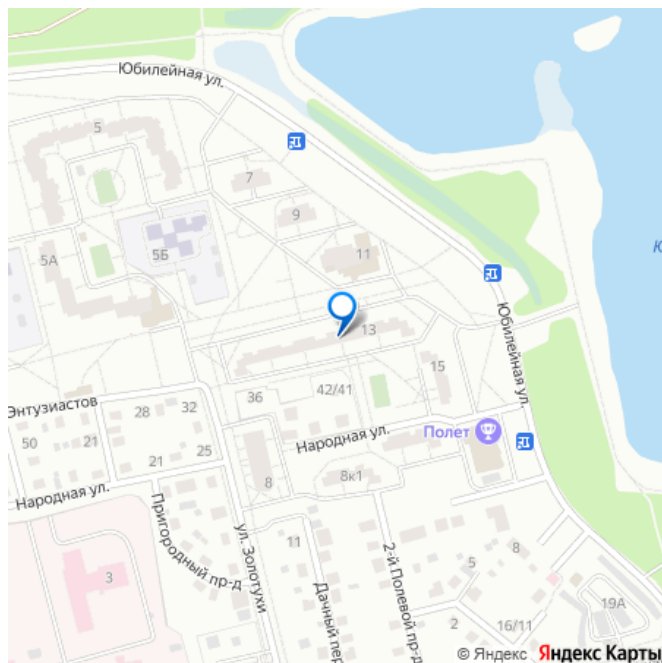 Юбилейная ул.
5
7
9
5Б
11
5А
Ю
13
Юбилейная ул.
15
42/41
36
Энтузиастов
28
32
50
21
25
Народная ул.
Полет
21
8
8к1
Народная ул.
Пригородный пр-д
ул. Золотухи
11
Дачный пер
2-й Полевой пр-д
8
5
3
19А
2
16/11
© Яндекс Яндекс Карты